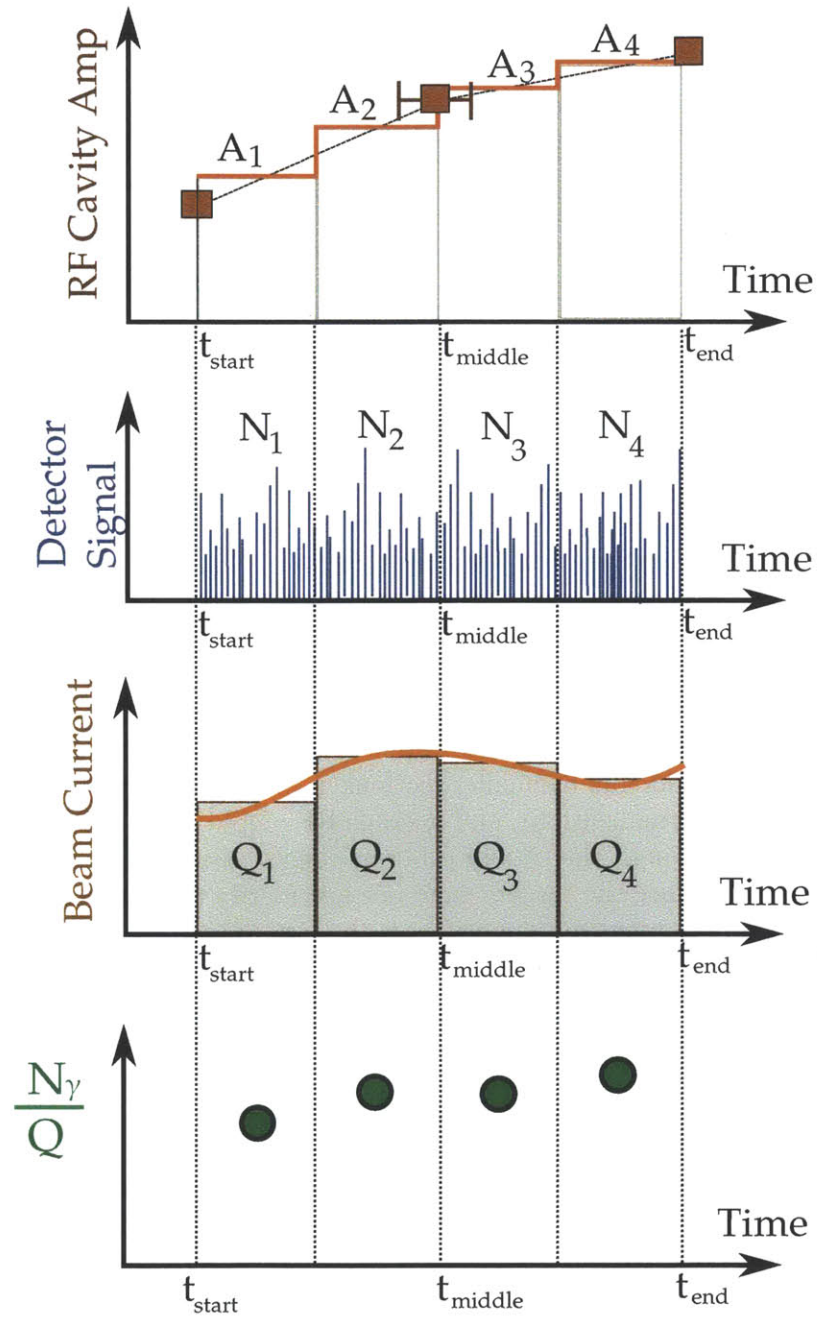 RF Cavity Amp
A1
A2
A3
A4
Time
tstart
tmiddle
tend
Detector
Signal
N1
N2
N3
N4
Time
tstart
tmiddle
tend
Beam Current
Q1
Q2
Q3
Q4
Time
tstart
tmiddle
tend
Nγ
Q
Time
tstart
tmiddle
tend